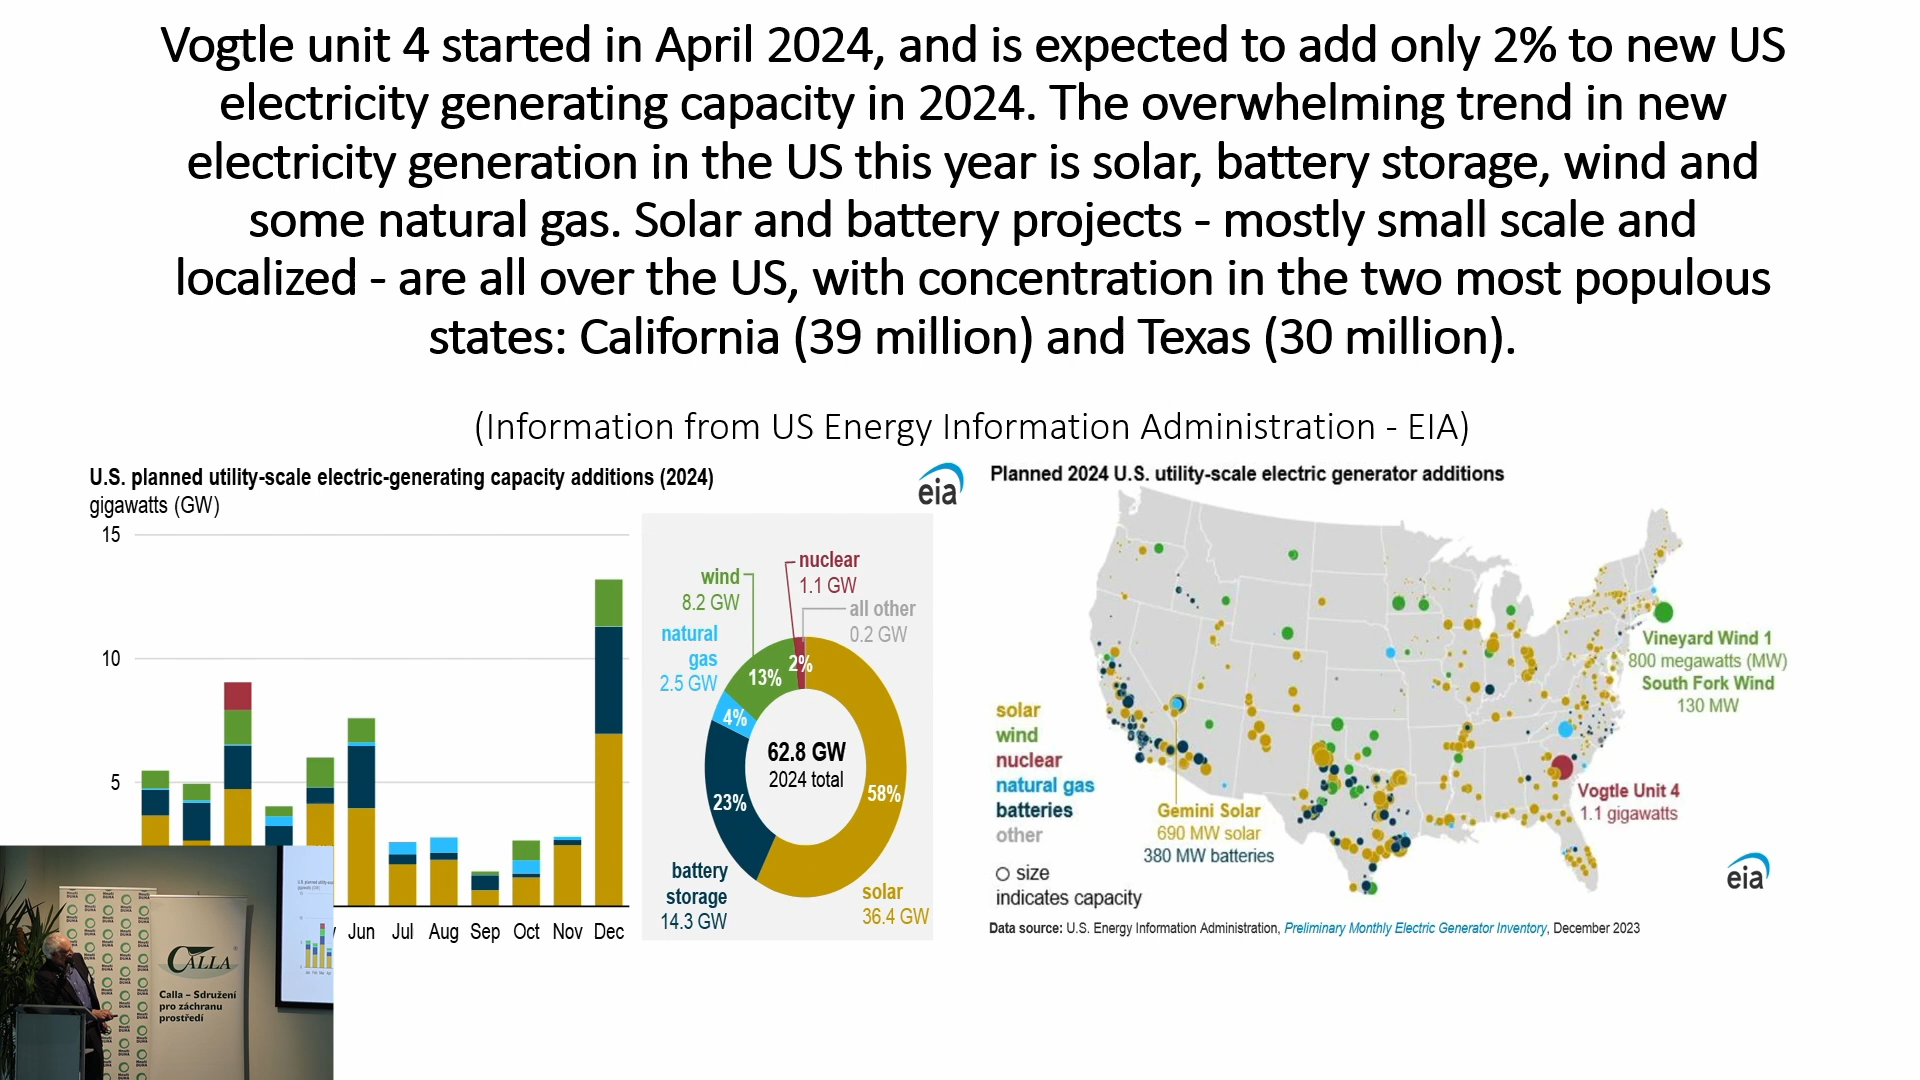 Vogtle unit 4 started in April 2024, and is expected to add only 2% to new US
electricity generating capacity in 2024. The overwhelming trend in new
electricity generation in the US this year is solar, battery storage, wind and
some natural gas. Solar and battery projects - mostly small scale and
localized - are all over the US, with concentration in the two most populous
states: California (39 million) and Texas (30 million).
(Information from US Energy Information Administration - EIA)
U.S. planned utility-scale electric-generating capacity additions (2024)
gigawatts (GW)
eia
15
10
5
Jun Jul Aug Sep Oct Nov Dec
nuclear
1.1 GW
wind
8.2 GW
all other
0.2 GW
natural
gas
2.5 GW
2%
13%
4%
62.8 GW
2024 total
23%
58%
battery
storage
14.3 GW
solar
36.4 GW
Planned 2024 U.S. utility-scale electric generator additions
Vineyard Wind 1
800 megawatts (MW)
South Fork Wind
130 MW
solar
wind
nuclear
natural gas
batteries
other
size
indicates capacity
Gemini Solar
690 MW solar
380 MW batteries
Vogtle Unit 4
1.1 gigawatts
eia
Data source: U.S. Energy Information Administration, Preliminary Monthly Electric Generator Inventory, December 2023
CALLA
Calla – Sdružení
pro záchranu
prostředí